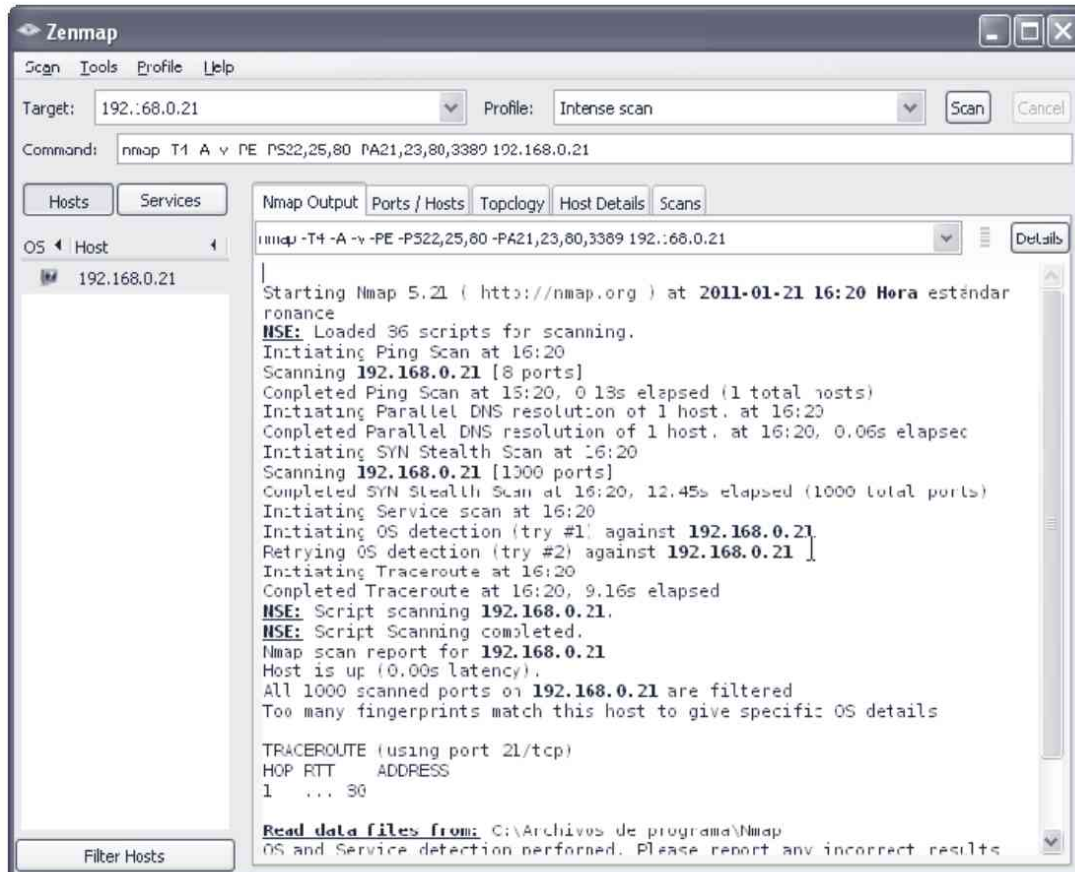 Zenmap
Scan Tools Profile Help
Target: 192.168.0.21 Profile: Intense scan Scan Cancel
Command: nmap -T4 -A -v -PE -PS22,25,80 -PA21,23,80,3389 192.168.0.21
Hosts Services
OS Host
192.168.0.21
Filter Hosts
Nmap Output Ports / Hosts Topology Host Details Scans
nmap -T4 -A -v -PE -PS22,25,80 -PA21,23,80,3389 192.168.0.21 Details
Starting Nmap 5.21 ( http://nmap.org ) at 2011-01-21 16:20 Hora estándar
romance
NSE: Loaded 36 scripts for scanning.
Initiating Ping Scan at 16:20
Scanning 192.168.0.21 [8 ports]
Completed Ping Scan at 16:20, 0.13s elapsed (1 total hosts)
Initiating Parallel DNS resolution of 1 host. at 16:20
Completed Parallel DNS resolution of 1 host. at 16:20, 0.06s elapsed
Initiating SYN Stealth Scan at 16:20
Scanning 192.168.0.21 [1000 ports]
Completed SYN Stealth Scan at 16:20, 12.45s elapsed (1000 total ports)
Initiating Service scan at 16:20
Initiating OS detection (try #1) against 192.168.0.21
Retrying OS detection (try #2) against 192.168.0.21
Initiating Traceroute at 16:20
Completed Traceroute at 16:20, 9.16s elapsed
NSE: Script scanning 192.168.0.21.
NSE: Script Scanning completed.
Nmap scan report for 192.168.0.21
Host is up (0.00s latency).
All 1000 scanned ports on 192.168.0.21 are filtered
Too many fingerprints match this host to give specific OS details
TRACEROUTE (using port 21/tcp)
HOP RTT ADDRESS
1 ... 30
Read data files from: C:\Archivos de programa\Nmap
OS and Service detection performed. Please report any incorrect results